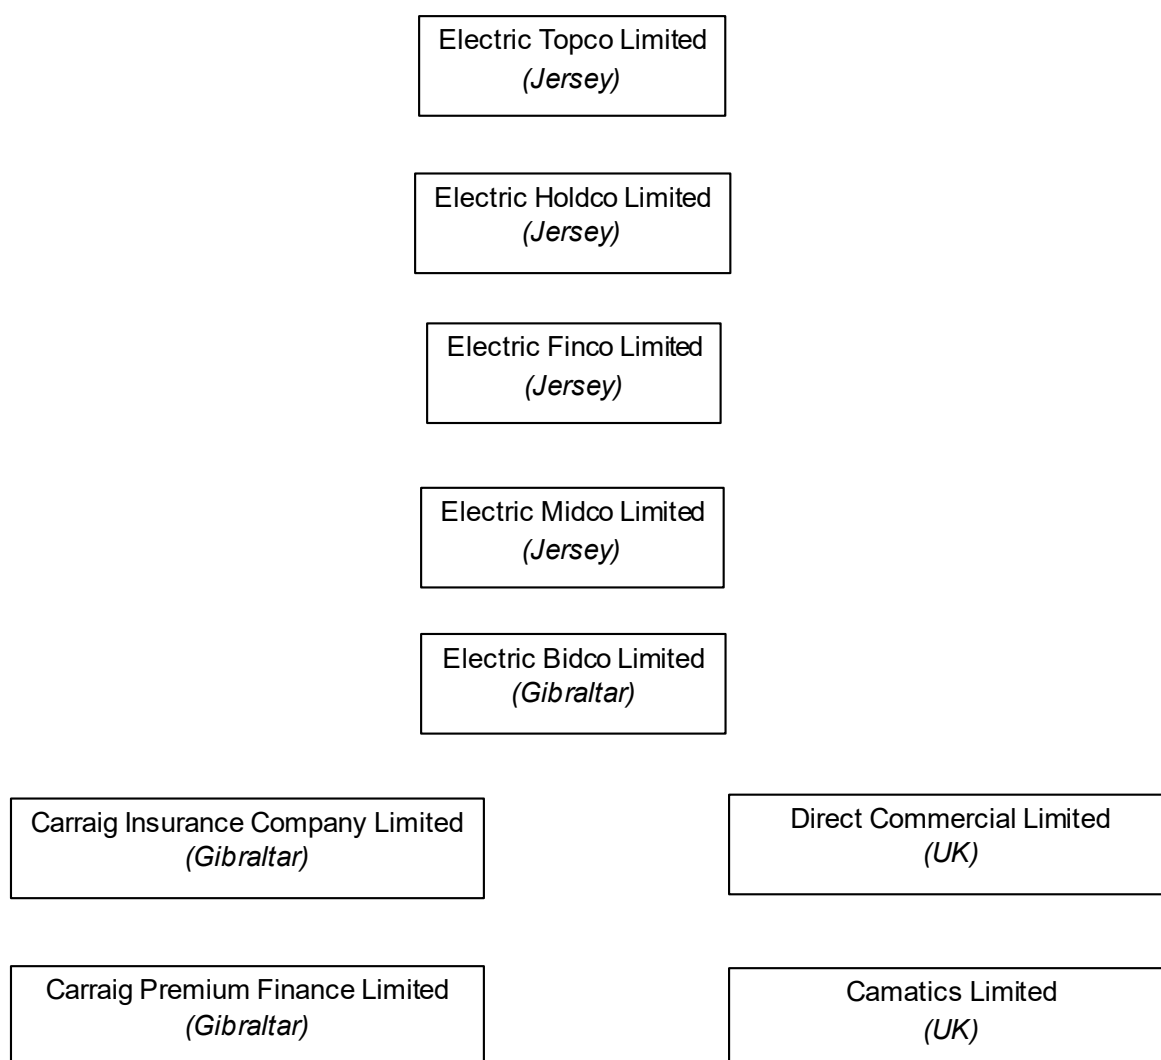 Electric Topco Limited
(Jersey)
Electric Holdco Limited
(Jersey)
Electric Finco Limited
(Jersey)
Electric Midco Limited
(Jersey)
Electric Bidco Limited
(Gibraltar)
Carraig Insurance Company Limited
(Gibraltar)
Direct Commercial Limited
(UK)
Carraig Premium Finance Limited
(Gibraltar)
Camatics Limited
(UK)